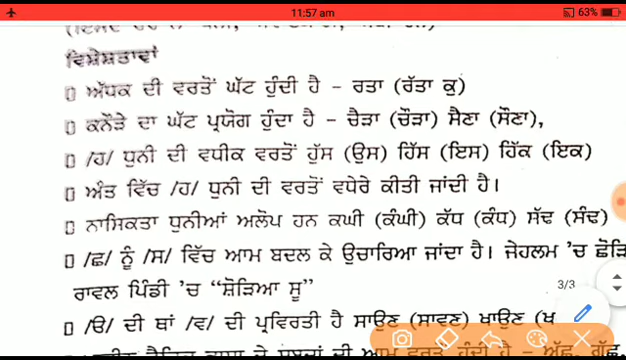 11:57 am
63%
ਵਿਸ਼ੇਸ਼ਤਾਵਾਂ
▯ ਅੱਧਕ ਦੀ ਵਰਤੋਂ ਘੱਟ ਹੁੰਦੀ ਹੈ – ਰਤਾ (ਰੱਤਾ ਕੁ)
▯ ਕਨੌੜੇ ਦਾ ਘੱਟ ਪ੍ਰਯੋਗ ਹੁੰਦਾ ਹੈ – ਚੈੜਾ (ਚੌੜਾ) ਸੈਣਾ (ਸੌਣਾ),
▯ /ਹ/ ਧੁਨੀ ਦੀ ਵਧੀਕ ਵਰਤੋਂ ਹੁੱਸ (ਉਸ) ਹਿੱਸ (ਇਸ) ਹਿੱਕ (ਇਕ)
▯ ਅੰਤ ਵਿੱਚ /ਹ/ ਧੁਨੀ ਦੀ ਵਰਤੋਂ ਵਧੇਰੇ ਕੀਤੀ ਜਾਂਦੀ ਹੈ।
▯ ਨਾਸਿਕਤਾ ਧੁਨੀਆਂ ਅਲੋਪ ਹਨ ਕਘੀ (ਕੰਘੀ) ਕੱਧ (ਕੰਧ) ਸੱਢ (ਸੰਢ)
▯ /ਛ/ ਨੂੰ /ਸ਼/ ਵਿੱਚ ਆਮ ਬਦਲ ਕੇ ਉਚਾਰਿਆ ਜਾਂਦਾ ਹੈ। ਜੇਹਲਮ 'ਚ ਛੋੜਿ
ਰਾਵਲ ਪਿੰਡੀ 'ਚ "ਸ਼ੋੜਿਆ ਸੂ"
3/3
▯ /ਓ/ ਦੀ ਥਾਂ /ਵ/ ਦੀ ਪ੍ਰਵਿਰਤੀ ਹੈ ਸਾਉਣ (ਸਾਵਣ) ਖਾਉਣ (ਖ